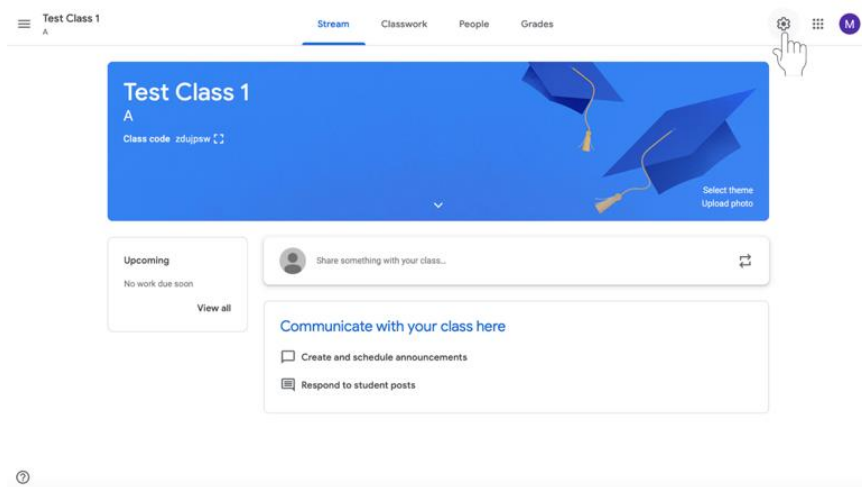 Test Class 1
A
Stream Classwork People Grades
M
Test Class 1
A
Class code zdujpsw
Select theme
Upload photo
Upcoming
No work due soon
View all
Share something with your class...
Communicate with your class here
Create and schedule announcements
Respond to student posts
?